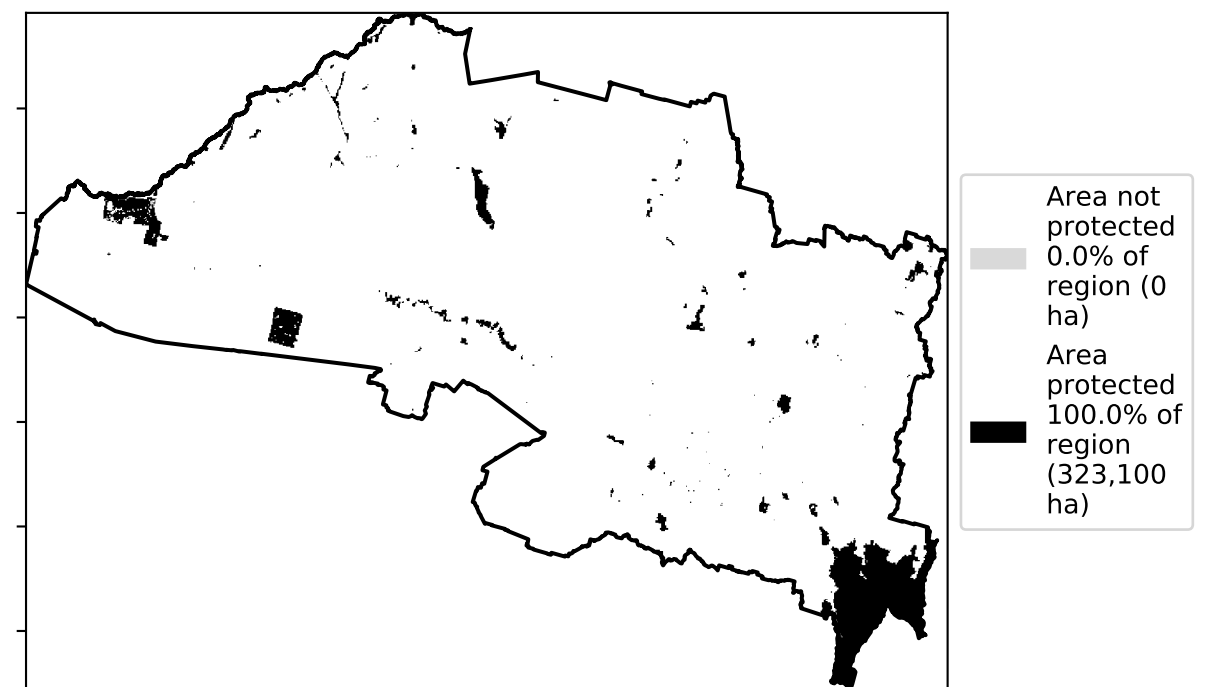 Area not
protected
0.0% of
region (0
ha)
Area
protected
100.0% of
region
(323,100
ha)